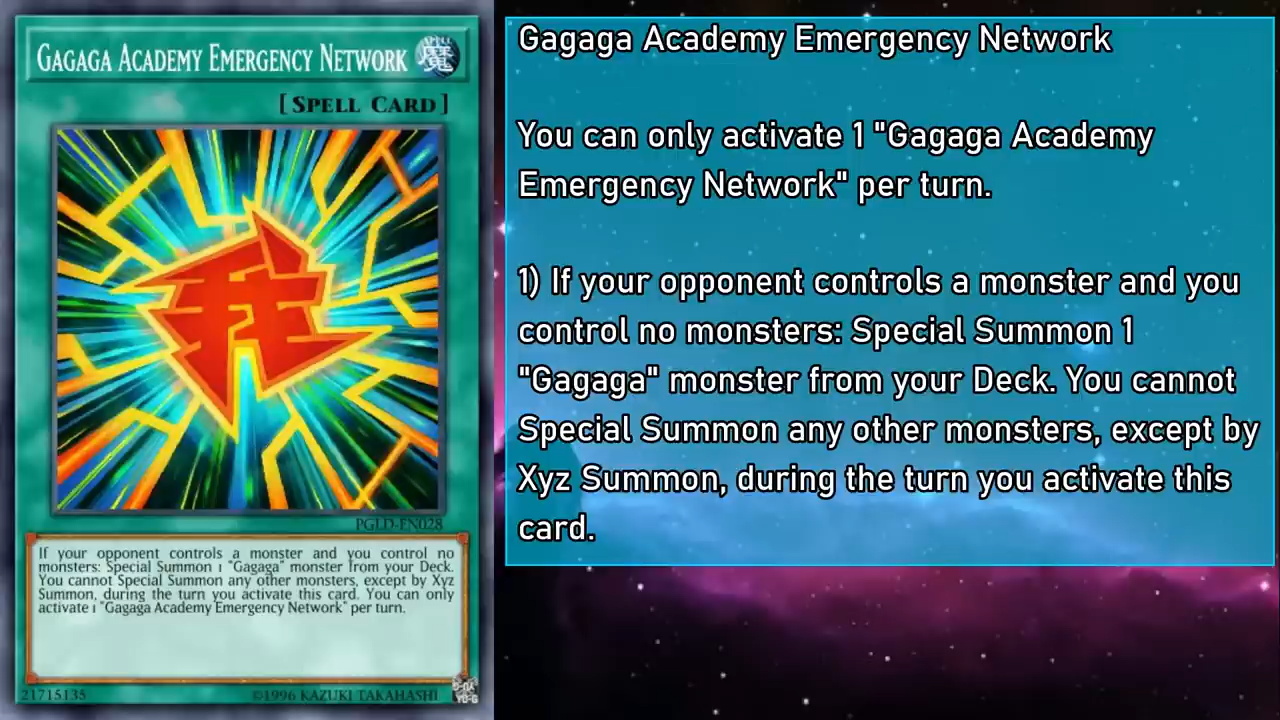 GAGAGA ACADEMY EMERGENCY NETWORK
SPELL
魔
[SPELL CARD]
PGLD-EN028
If your opponent controls a monster and you control no
monsters: Special Summon 1 "Gagaga" monster from your Deck.
You cannot Special Summon any other monsters, except by Xyz
Summon, during the turn you activate this card. You can only
activate 1 "Gagaga Academy Emergency Network" per turn.
21715135
©1996 KAZUKI TAKAHASHI
Gagaga Academy Emergency Network
You can only activate 1 "Gagaga Academy
Emergency Network" per turn.
1) If your opponent controls a monster and you
control no monsters: Special Summon 1
"Gagaga" monster from your Deck. You cannot
Special Summon any other monsters, except by
Xyz Summon, during the turn you activate this
card.